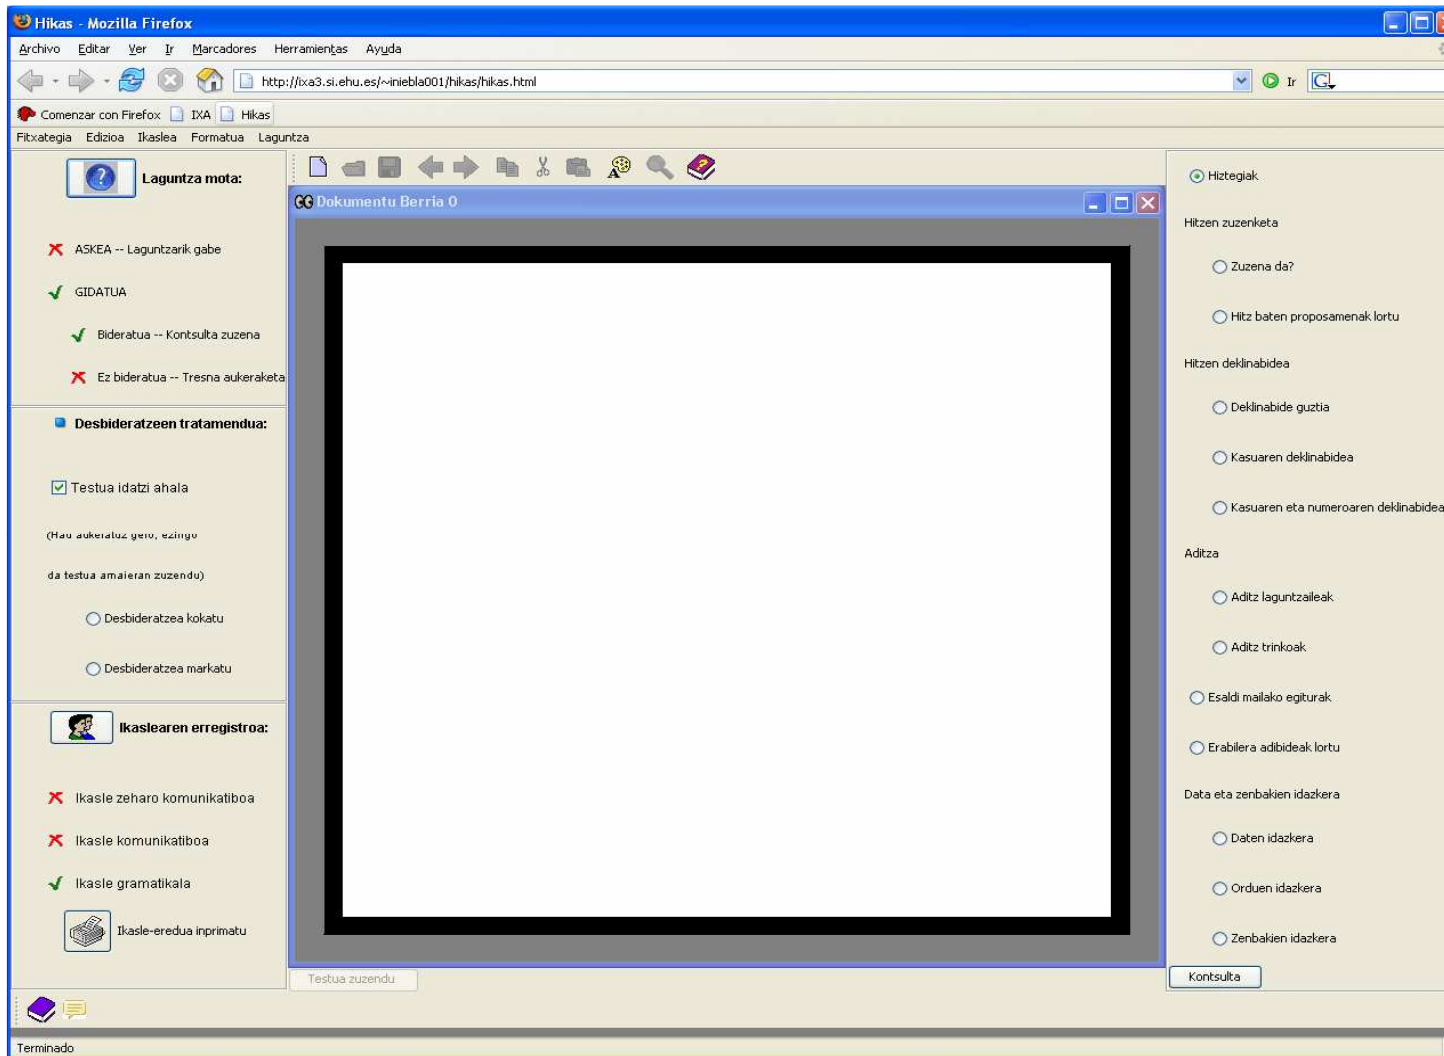 Hikas - Mozilla Firefox
Archivo Editar Ver Ir Marcadores Herramientas Ayuda
http://ixa3.si.ehu.es/~iniebla001/hikas/hikas.html
Ir
Comenzar con Firefox IXA Hikas
Fitxategia Edizioa Ikaslea Formatua Laguntza
Laguntza mota:
ASKEA -- Laguntzarik gabe
GIDATUA
Bideratua -- Kontsulta zuzena
Ez bideratua -- Tresna aukeraketa
Desbideratzeen tratamendua:
Testua idatzi ahala
(Hau aukeratuz gero, ezingo
da testua amaieran zuzendu)
Desbideratzea kokatu
Desbideratzea markatu
Ikaslearen erregistroa:
Ikasle zeharo komunikatiboa
Ikasle komunikatiboa
Ikasle gramatikala
Ikasle-eredua inprimatu
Dokumentu Berria 0
Testua zuzendu
Hiztegiak
Hitzen zuzenketa
Zuzena da?
Hitz baten proposamenak lortu
Hitzen deklinabidea
Deklinabide guztia
Kasuaren deklinabidea
Kasuaren eta numeroaren deklinabidea
Aditza
Aditz laguntzaileak
Aditz trinkoak
Esaldi mailako egiturak
Erabilera adibideak lortu
Data eta zenbakien idazkera
Daten idazkera
Orduen idazkera
Zenbakien idazkera
Kontsulta
Terminado